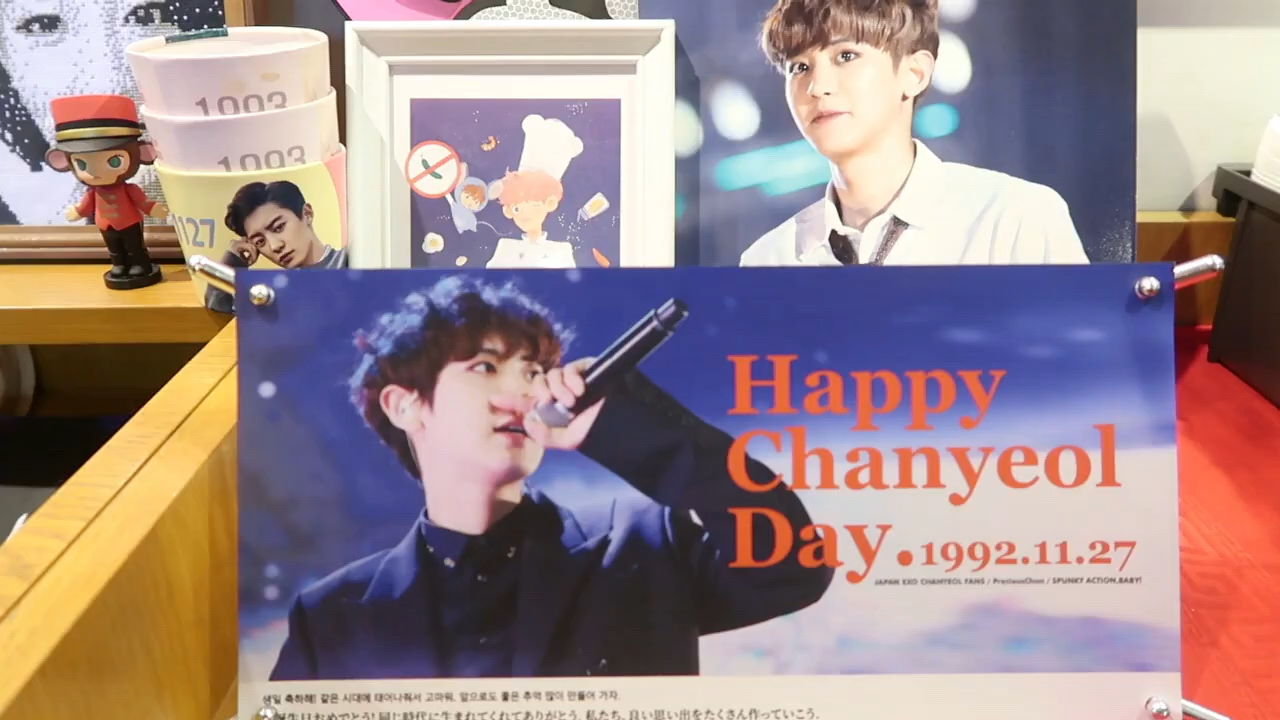 1993
1993
127
Happy
Chanyeol
Day.1992.11.27
JAPAN EXO CHANYEOL FANS / PreciousChan / SPUNKY ACTION,BABY!
생일 축하해! 같은 시대에 태어나줘서 고마워. 앞으로도 좋은 추억 많이 만들어 가자.
誕生日おめでとう! 同じ時代に生まれてくれてありがとう。私たち、良い思い出をたくさん作っていこう。